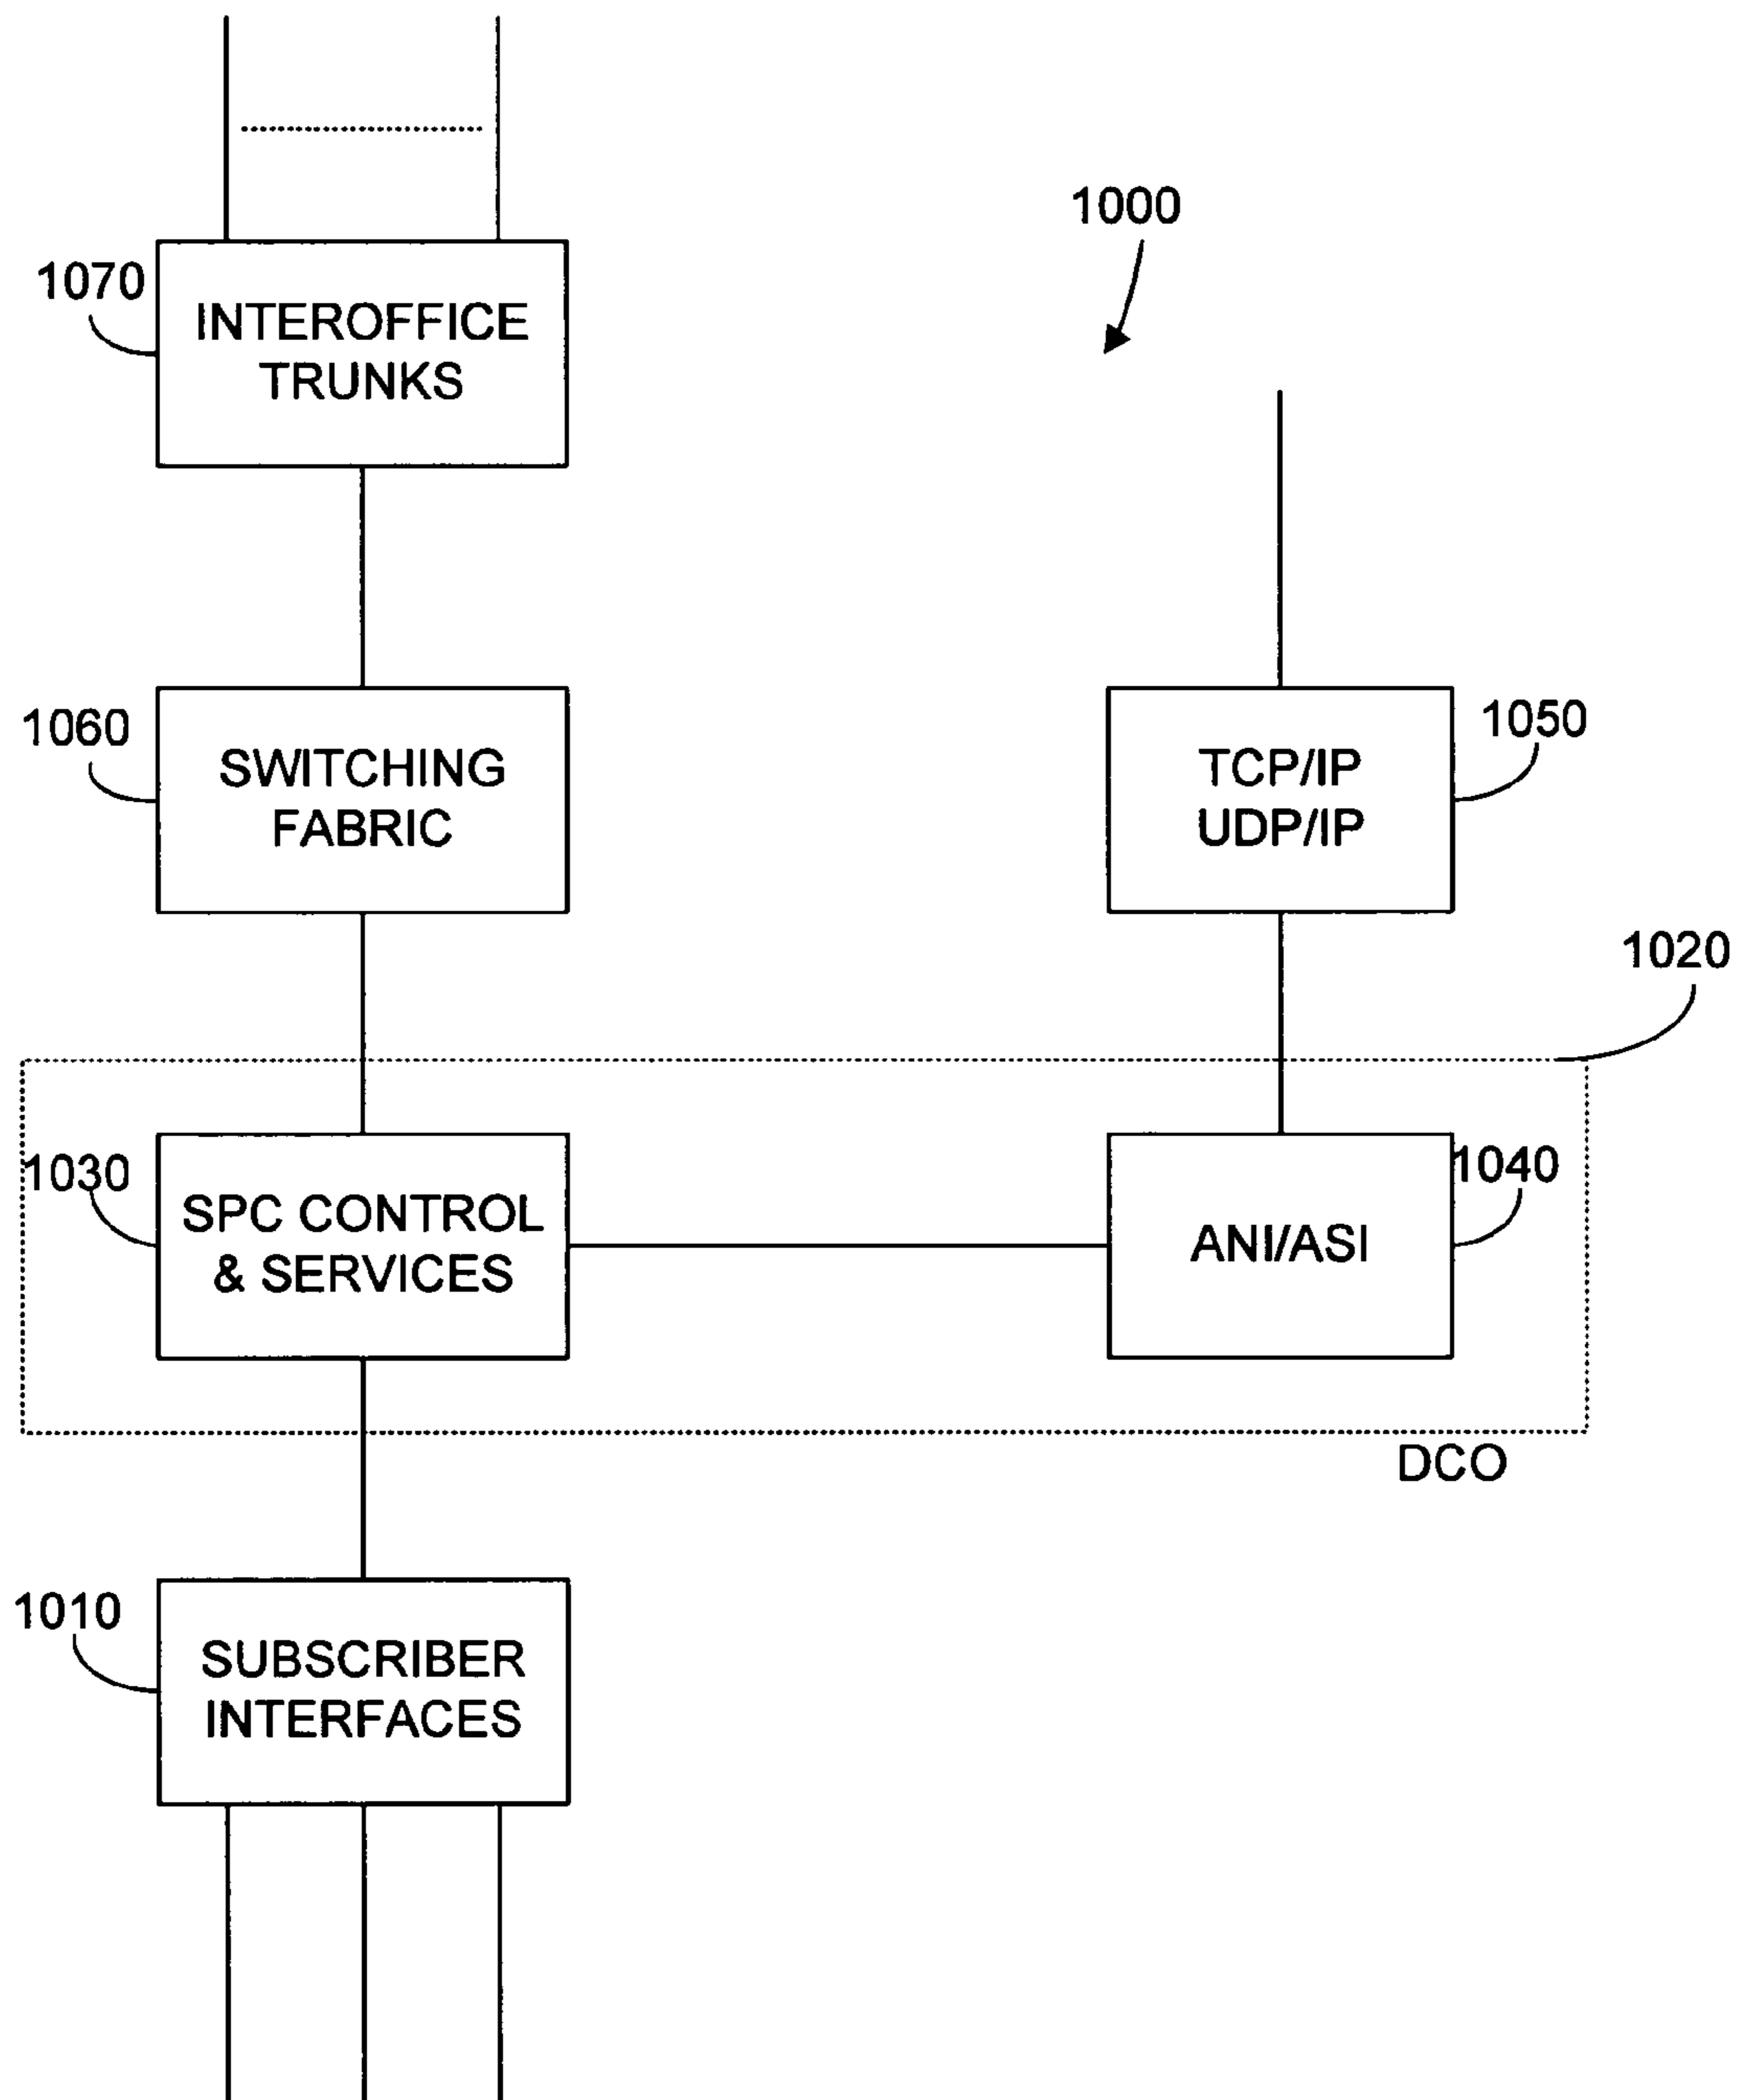 1000
1070
INTEROFFICE
TRUNKS
1060
SWITCHING
FABRIC
TCP/IP
UDP/IP
1050
1020
1030
SPC CONTROL
& SERVICES
ANI/ASI
1040
DCO
1010
SUBSCRIBER
INTERFACES